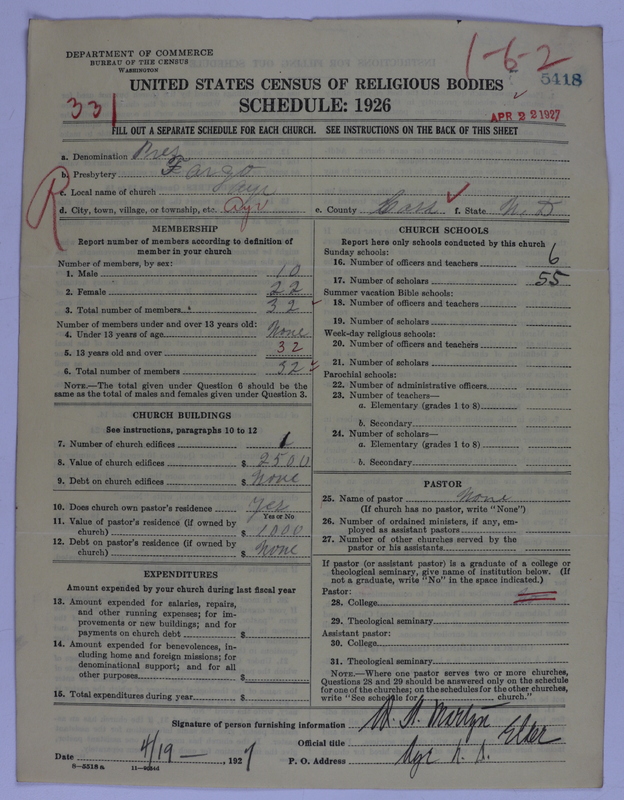 DEPARTMENT OF COMMERCE
BUREAU OF THE CENSUS
WASHINGTON
1-6-2
5418
UNITED STATES CENSUS OF RELIGIOUS BODIES
SCHEDULE: 1926
331
APR 22 1927
FILL OUT A SEPARATE SCHEDULE FOR EACH CHURCH. SEE INSTRUCTIONS ON THE BACK OF THIS SHEET
a. Denomination Pres
b. Presbytery Fargo
c. Local name of church Ayr
R
d. City, town, village, or township, etc. Ayr e. County Cass f. State N. D
MEMBERSHIP
Report number of members according to definition of
member in your church
Number of members, by sex:
1. Male 10
2. Female 22
3. Total number of members 32
Number of members under and over 13 years old:
4. Under 13 years of age None
5. 13 years old and over 32
6. Total number of members 32
NOTE.—The total given under Question 6 should be the
same as the total of males and females given under Question 3.
CHURCH BUILDINGS
See instructions, paragraphs 10 to 12
7. Number of church edifices 1
8. Value of church edifices $ 2500
9. Debt on church edifices $ None
10. Does church own pastor's residence Yes
Yes or No
11. Value of pastor's residence (if owned by
church) $ 1000
12. Debt on pastor's residence (if owned by
church) $ None
EXPENDITURES
Amount expended by your church during last fiscal year
13. Amount expended for salaries, repairs,
and other running expenses; for im-
provements or new buildings; and for
payments on church debt $
14. Amount expended for benevolences, in-
cluding home and foreign missions; for
denominational support; and for all
other purposes $
15. Total expenditures during year $
CHURCH SCHOOLS
Report here only schools conducted by this church
Sunday schools:
16. Number of officers and teachers 6
17. Number of scholars 55
Summer vacation Bible schools:
18. Number of officers and teachers
19. Number of scholars
Week-day religious schools:
20. Number of officers and teachers
21. Number of scholars
Parochial schools:
22. Number of administrative officers
23. Number of teachers—
a. Elementary (grades 1 to 8)
b. Secondary
24. Number of scholars—
a. Elementary (grades 1 to 8)
b. Secondary
PASTOR
25. Name of pastor None
(If church has no pastor, write "None")
26. Number of ordained ministers, if any, em-
ployed as assistant pastors
27. Number of other churches served by the
pastor or his assistants
If pastor (or assistant pastor) is a graduate of a college or
theological seminary, give name of institution below. (If
not a graduate, write "No" in the space indicated.)
Pastor:
28. College
29. Theological seminary
Assistant pastor:
30. College
31. Theological seminary
NOTE.—Where one pastor serves two or more churches,
Questions 28 and 29 should be answered only on the schedule
for one of the churches; on the schedules for the other churches,
write "See schedule for church."
Signature of person furnishing information
Official title Elder
Date 4/19 — , 1927 P. O. Address Ayr N. D.
8-5518 a